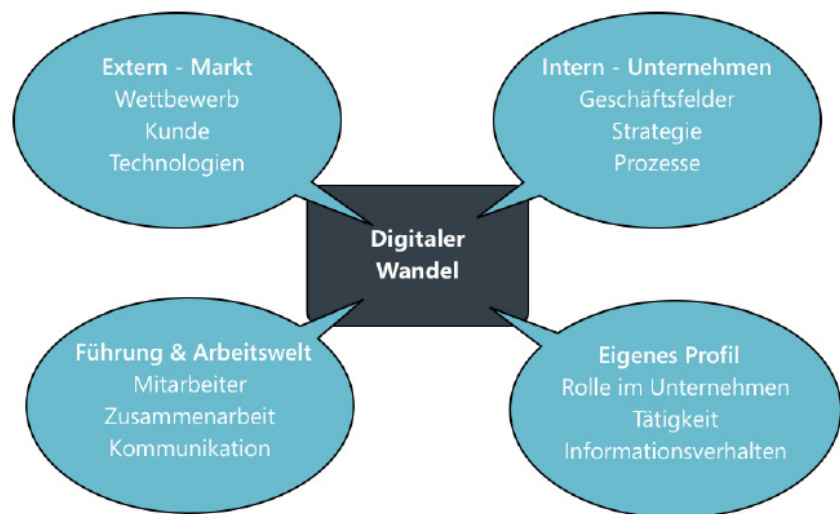 Extern - Markt
Wettbewerb
Kunde
Technologien
Intern - Unternehmen
Geschäftsfelder
Strategie
Prozesse
Digitaler
Wandel
Führung & Arbeitswelt
Mitarbeiter
Zusammenarbeit
Kommunikation
Eigenes Profil
Rolle im Unternehmen
Tätigkeit
Informationsverhalten